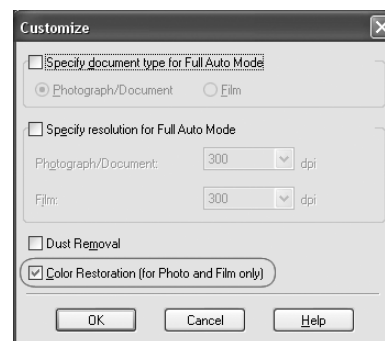 Customize
Specify document type for Full Auto Mode
Photograph/Document Film
Specify resolution for Full Auto Mode
Photograph/Document: 300 dpi
Film: 300 dpi
Dust Removal
Color Restoration (for Photo and Film only)
OK Cancel Help